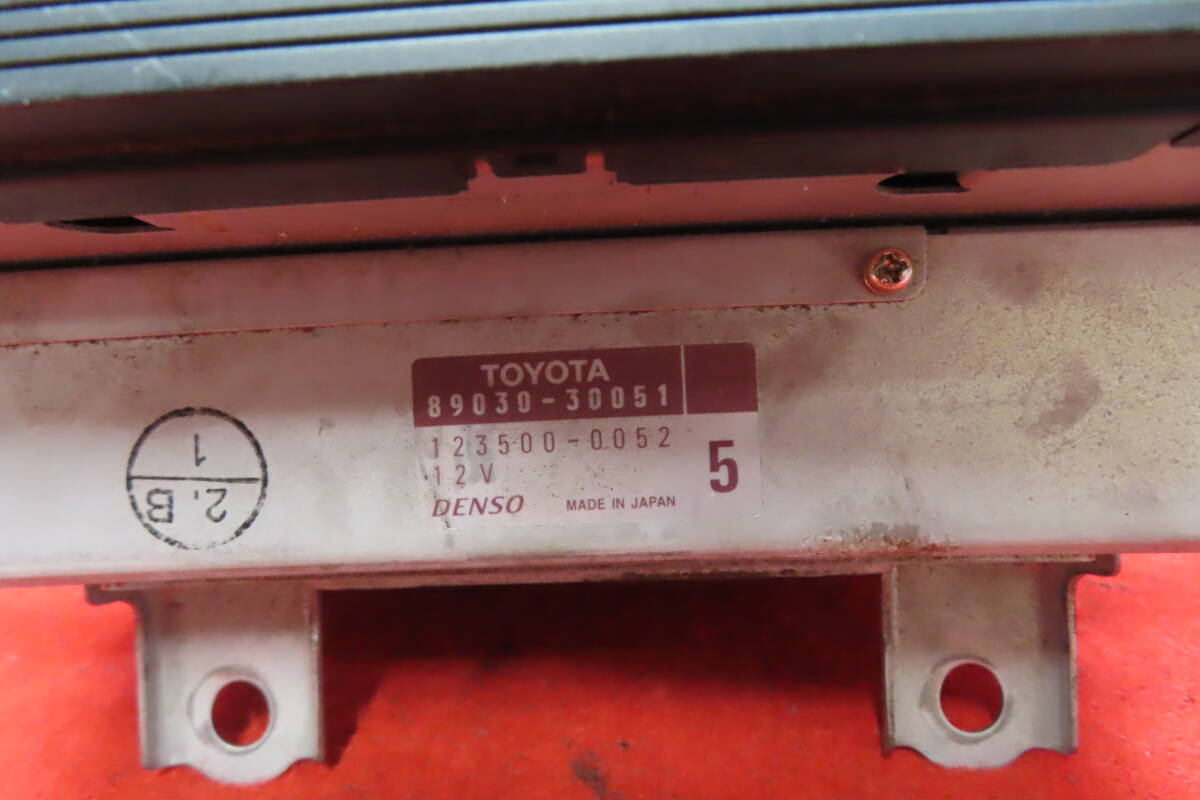 TOYOTA
89030-30051
123500-0052
12V
5
DENSO MADE IN JAPAN
2.B
1